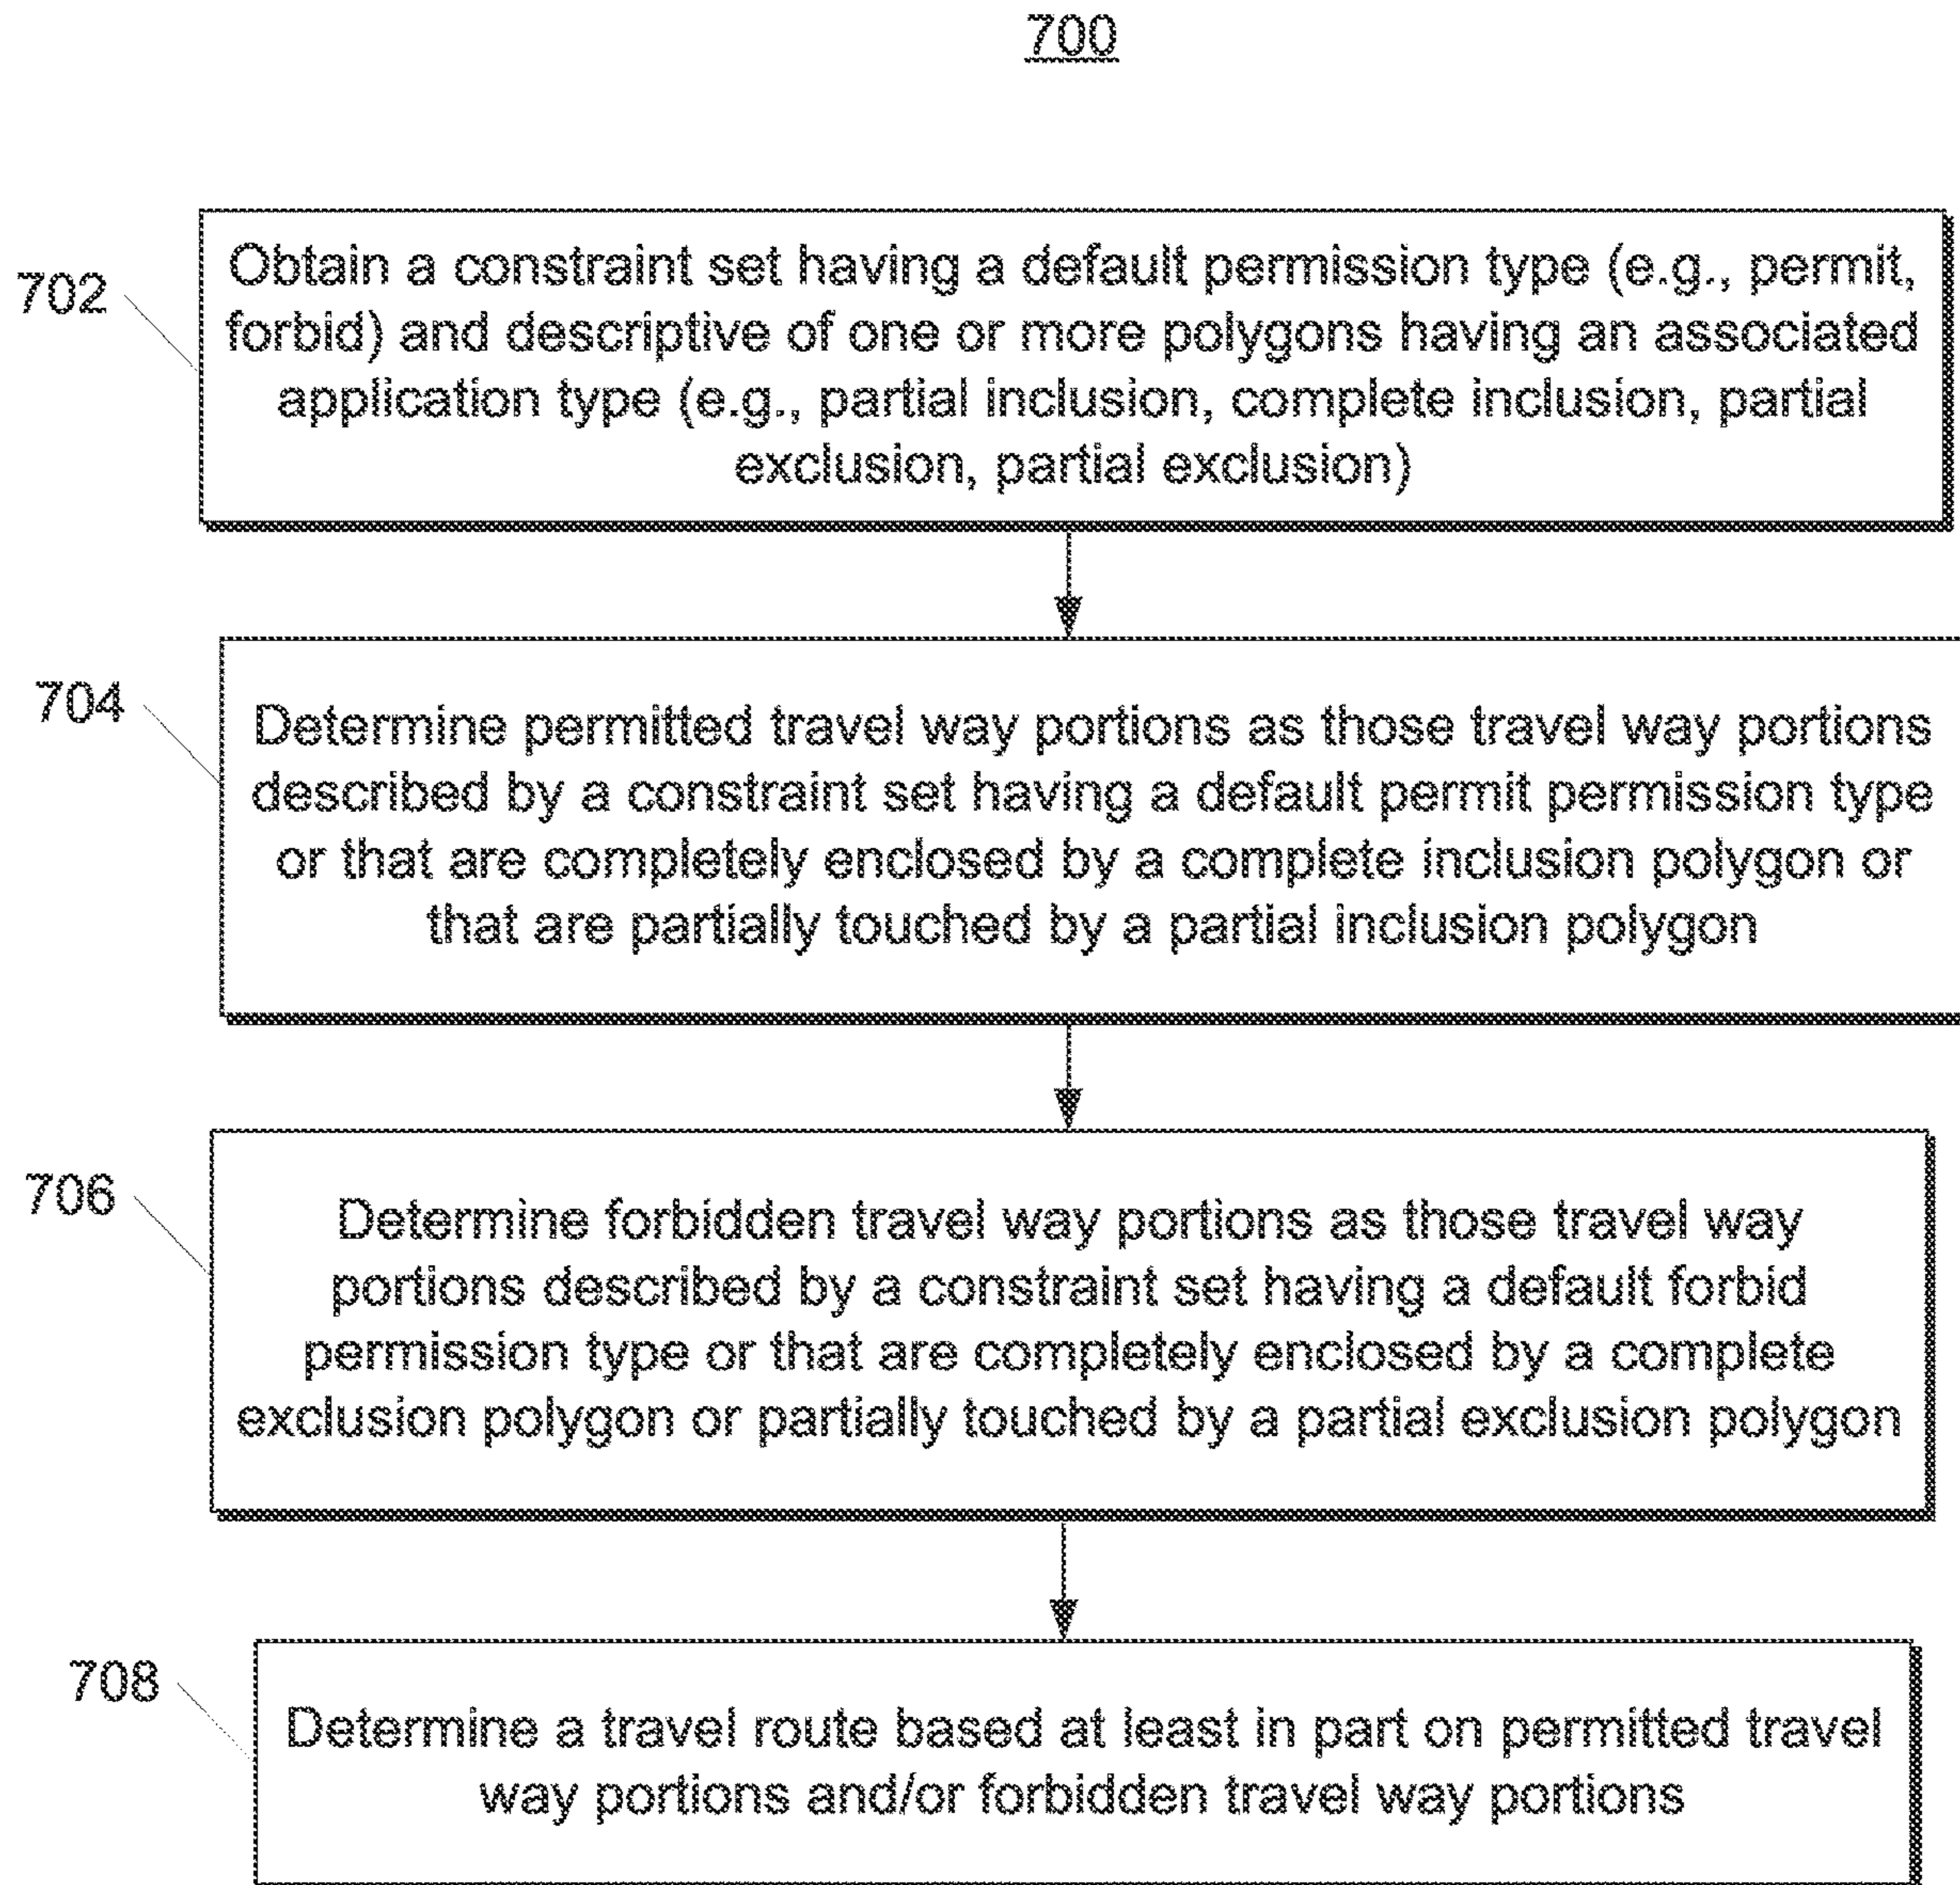 700
702
Obtain a constraint set having a default permission type (e.g., permit,
forbid) and descriptive of one or more polygons having an associated
application type (e.g., partial inclusion, complete inclusion, partial
exclusion, partial exclusion)
704
Determine permitted travel way portions as those travel way portions
described by a constraint set having a default permit permission type
or that are completely enclosed by a complete inclusion polygon or
that are partially touched by a partial inclusion polygon
706
Determine forbidden travel way portions as those travel way
portions described by a constraint set having a default forbid
permission type or that are completely enclosed by a complete
exclusion polygon or partially touched by a partial exclusion polygon
708
Determine a travel route based at least in part on permitted travel
way portions and/or forbidden travel way portions